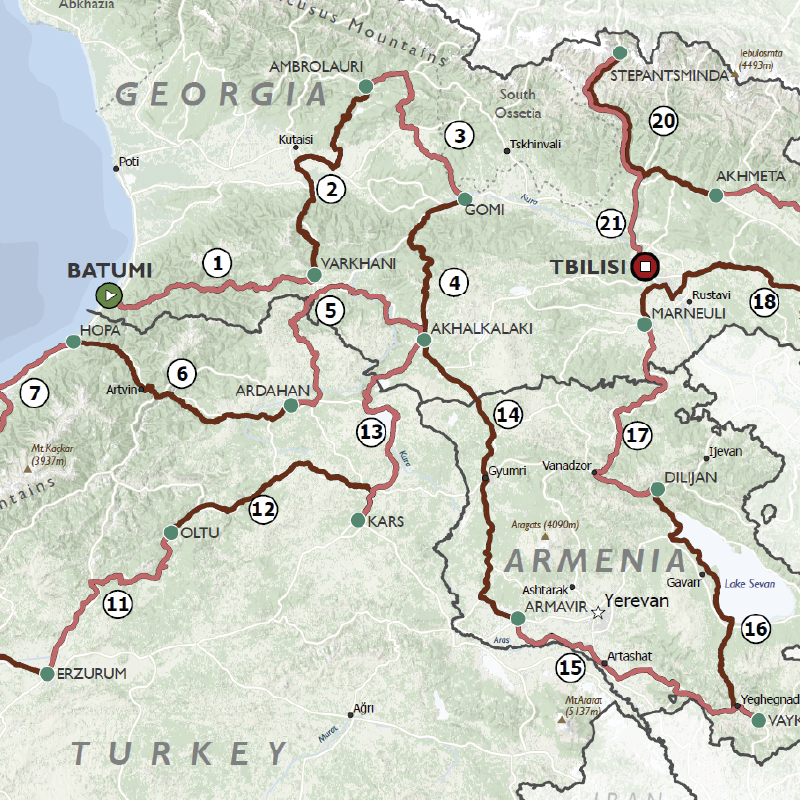 Abkhazia
Caucasus Mountains
Tebulosmta
(4493m)
AMBROLAURI
STEPANTSMINDA
GEORGIA
South
Ossetia
20
3
Kutaisi
Tskhinvali
Poti
2
AKHMETA
Kura
GOMI
21
1
VARKHANI
BATUMI
TBILISI
4
Rustavi
18
5
MARNEULI
HOPA
AKHALKALAKI
6
7
Artvin
ARDAHAN
14
13
17
Mt.Kaçkar
(3937m)
Kura
Ijevan
Gyumri
Vanadzor
DILIJAN
ntains
12
OLTU
KARS
Aragats (4090m)
ARMENIA
Gavarr
Lake Sevan
Ashtarak
11
ARMAVIR
Yerevan
16
Aras
Artashat
15
ERZURUM
Yeghegnad
Mt.Ararat
(5137m)
Ağrı
VAYK
Murat
TURKEY
IRAN